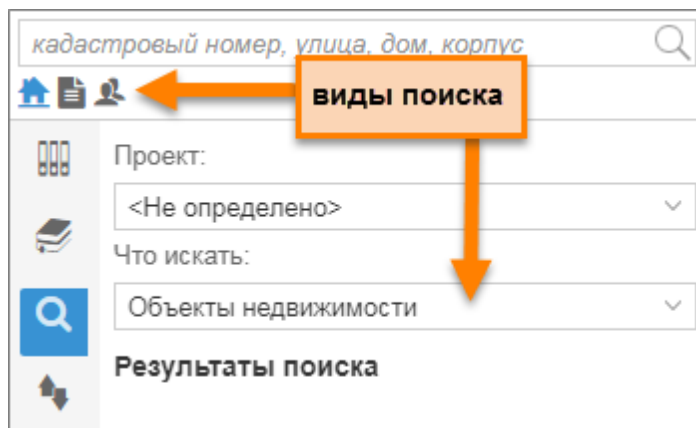 кадастровый номер, улица, дом, корпус
виды поиска
Проект:
<Не определено>
Что искать:
Объекты недвижимости
Результаты поиска